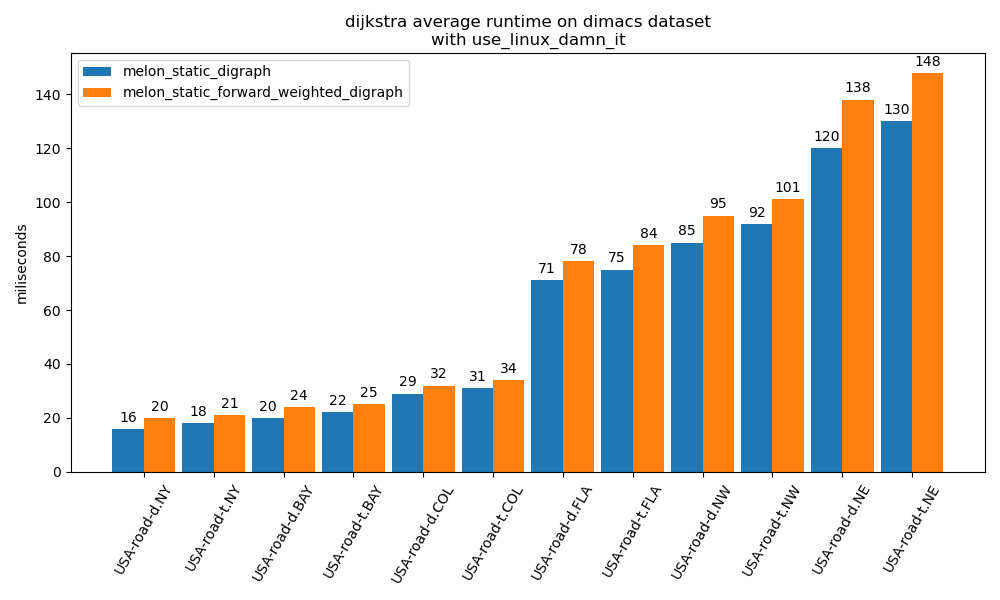 dijkstra average runtime on dimacs dataset
with use_linux_damn_it
melon_static_digraph
melon_static_forward_weighted_digraph
miliseconds
140
120
100
80
60
40
20
0
16 20 18 21 20 24 22 25 29 32 31 34 71 78 75 84 85 95 92 101 120 138 130 148
USA-road-d.NY
USA-road-t.NY
USA-road-d.BAY
USA-road-t.BAY
USA-road-d.COL
USA-road-t.COL
USA-road-d.FLA
USA-road-t.FLA
USA-road-d.NW
USA-road-t.NW
USA-road-d.NE
USA-road-t.NE